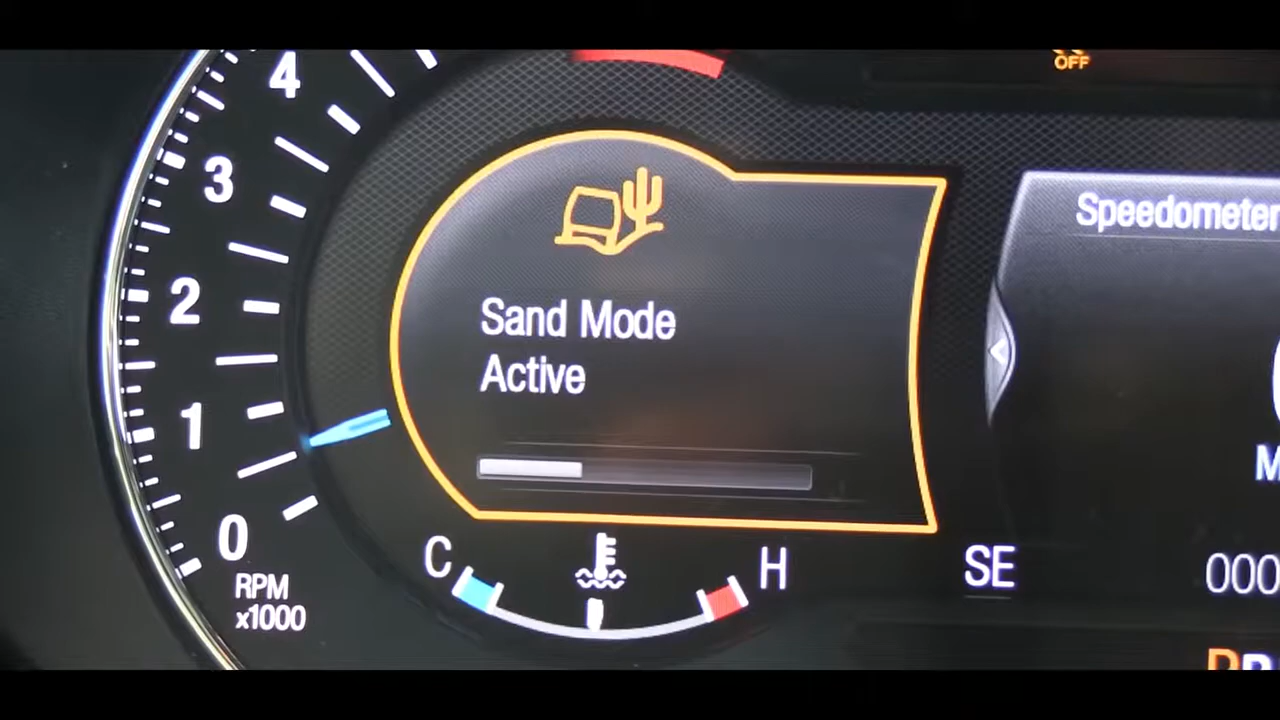 OFF
4
3
2
1
0
RPM
x1000
Sand Mode
Active
C
H
Speedometer
SE
000